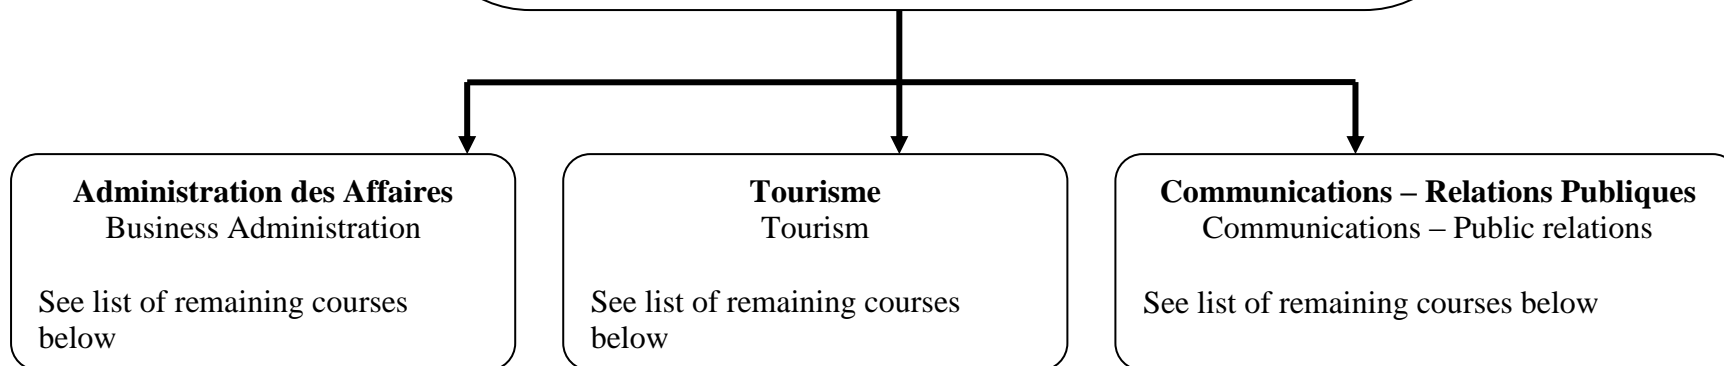 Administration des Affaires
Business Administration
See list of remaining courses
below
Tourisme
Tourism
See list of remaining courses
below
Communications – Relations Publiques
Communications – Public relations
See list of remaining courses below